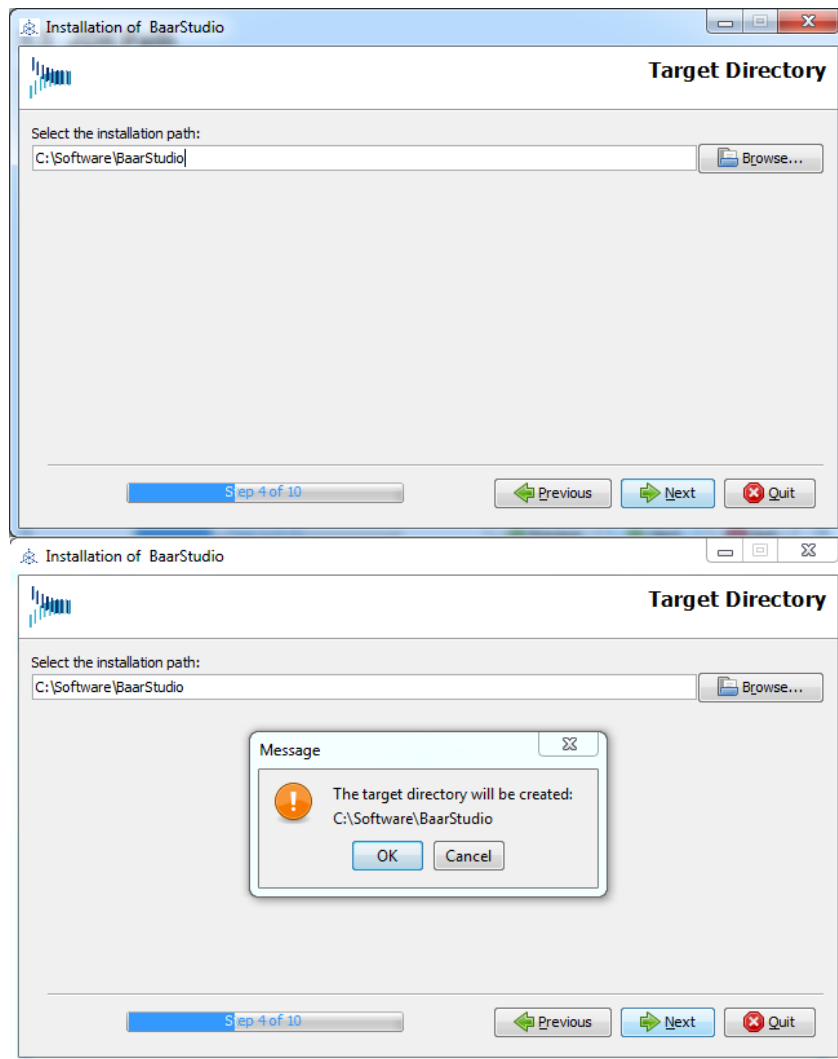 Installation of BaarStudio
Target Directory
Select the installation path:
C:\Software\BaarStudio
Browse...
Step 4 of 10
Previous
Next
Quit
Installation of BaarStudio
Target Directory
Select the installation path:
C:\Software\BaarStudio
Browse...
Message
The target directory will be created:
C:\Software\BaarStudio
OK
Cancel
Step 4 of 10
Previous
Next
Quit